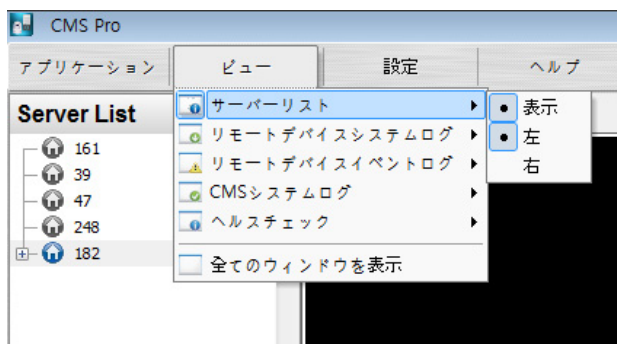 CMS Pro
アプリケーション ビュー 設定 ヘルプ
Server List
161
39
47
248
182
サーバーリスト
リモートデバイスシステムログ
リモートデバイスイベントログ
CMSシステムログ
ヘルスチェック
全てのウィンドウを表示
表示
左
右